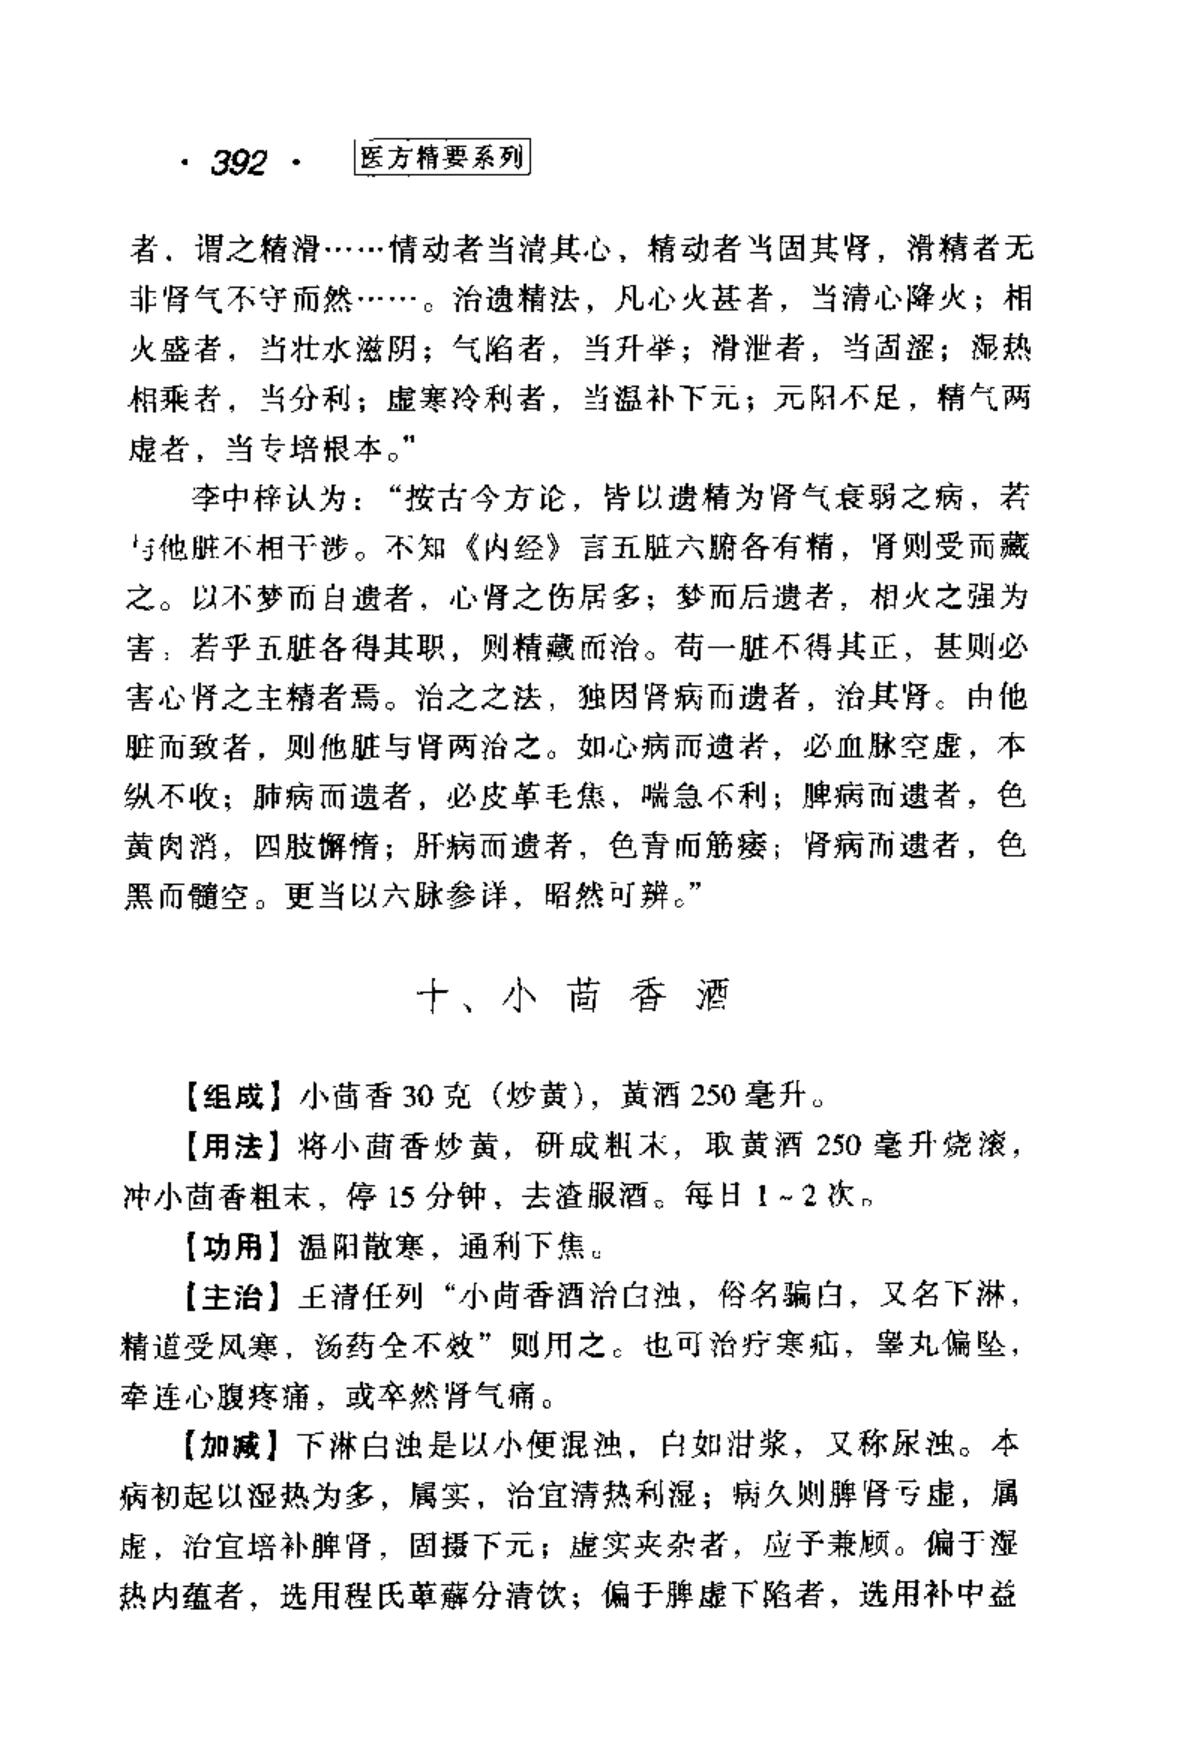 · 392 · 医方精要系列
者，谓之精滑……情动者当清其心，精动者当固其肾，滑精者无
非肾气不守而然……。治遗精法，凡心火甚者，当清心降火；相
火盛者，当壮水滋阴；气陷者，当升举；滑泄者，当固涩；湿热
相乘者，当分利；虚寒冷利者，当温补下元；元阳不足，精气两
虚者，当专培根本。”
李中梓认为：“按古今方论，皆以遗精为肾气衰弱之病，若
与他脏不相干涉。不知《内经》言五脏六腑各有精，肾则受而藏
之。以不梦而自遗者，心肾之伤居多；梦而后遗者，相火之强为
害；若乎五脏各得其职，则精藏而治。苟一脏不得其正，甚则必
害心肾之主精者焉。治之之法，独因肾病而遗者，治其肾。由他
脏而致者，则他脏与肾两治之。如心病而遗者，必血脉空虚，本
纵不收；肺病而遗者，必皮革毛焦，喘急不利；脾病而遗者，色
黄肉消，四肢懈惰；肝病而遗者，色青而筋痿；肾病而遗者，色
黑而髓空。更当以六脉参详，昭然可辨。”
十、小茴香酒
【组成】小茴香 30 克（炒黄），黄酒 250 毫升。
【用法】将小茴香炒黄，研成粗末，取黄酒 250 毫升烧滚，
冲小茴香粗末，停 15 分钟，去渣服酒。每日 1～2 次。
【功用】温阳散寒，通利下焦。
【主治】王清任列“小茴香酒治白浊，俗名骗白，又名下淋，
精道受风寒，汤药全不效”则用之。也可治疗寒疝，睾丸偏坠，
牵连心腹疼痛，或卒然肾气痛。
【加减】下淋白浊是以小便混浊，白如泔浆，又称尿浊。本
病初起以湿热为多，属实，治宜清热利湿；病久则脾肾亏虚，属
虚，治宜培补脾肾，固摄下元；虚实夹杂者，应予兼顾。偏于湿
热内蕴者，选用程氏萆薢分清饮；偏于脾虚下陷者，选用补中益